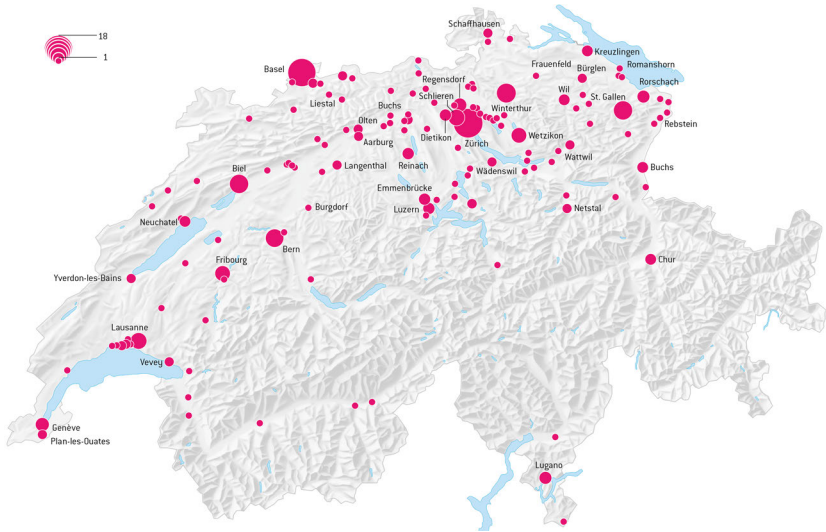 18
1
Schaffhausen
Kreuzlingen
Basel
Frauenfeld
Romanshorn
Bürglen
Regensdorf
Rorschach
Schlieren
Wil
St. Gallen
Liestal
Buchs
Winterthur
Olten
Rebstein
Dietikon
Wetzikon
Aarburg
Zürich
Wattwil
Biel
Langenthal
Reinach
Wädenswil
Buchs
Emmenbrücke
Burgdorf
Luzern
Netstal
Neuchatel
Bern
Fribourg
Chur
Yverdon-les-Bains
Lausanne
Vevey
Genève
Plan-les-Ouates
Lugano